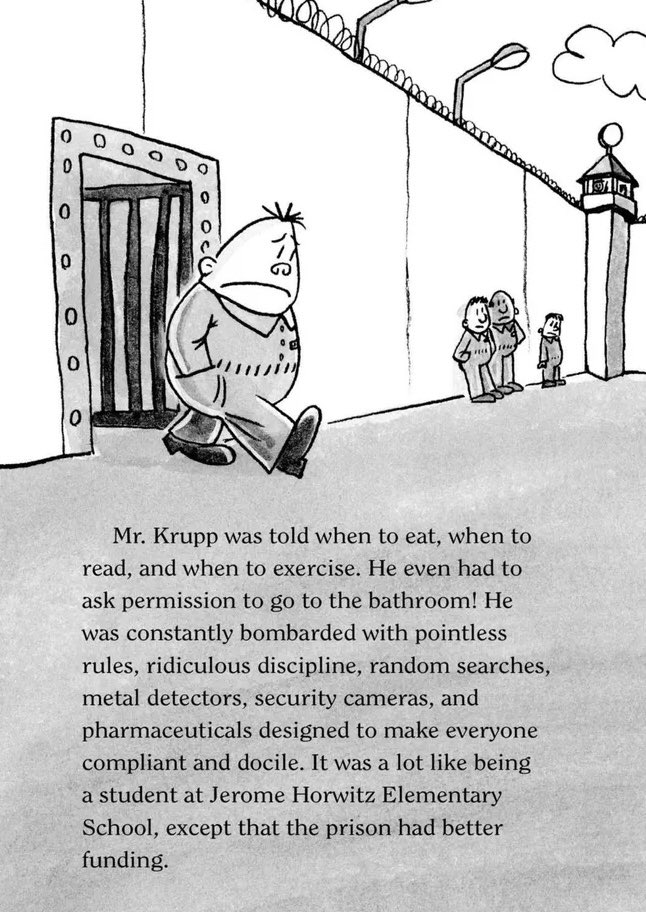 Mr. Krupp was told when to eat, when to
read, and when to exercise. He even had to
ask permission to go to the bathroom! He
was constantly bombarded with pointless
rules, ridiculous discipline, random searches,
metal detectors, security cameras, and
pharmaceuticals designed to make everyone
compliant and docile. It was a lot like being
a student at Jerome Horwitz Elementary
School, except that the prison had better
funding.